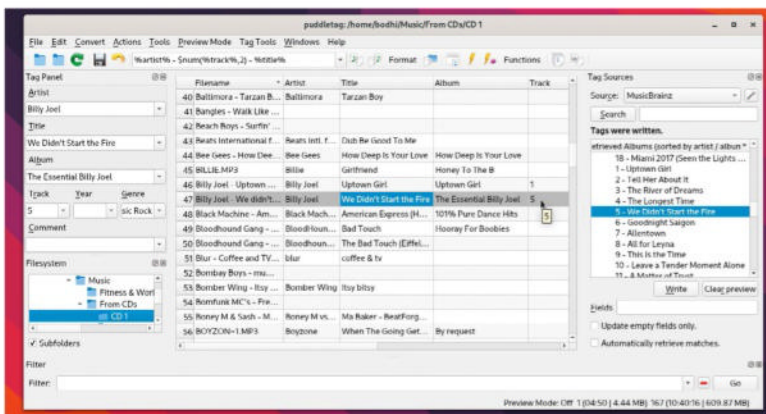 puddletag: /home/bodhi/Music/From CDs/CD 1
File Edit Convert Actions Tools Preview Mode Tag Tools Windows Help
%artist% - $num(%track%,2) - %title%
Format
Functions
Tag Panel
Artist
Billy Joel
Title
We Didn't Start the Fire
Album
The Essential Billy Joel
Track Year Genre
5 sic Rock
Comment
Filesystem
Music
Fitness & Worl
From CDs
CD 1
Subfolders
Filename Artist Title Album Track
40 Baltimora - Tarzan B... Baltimora Tarzan Boy
41 Bangles - Walk Like ...
42 Beach Boys - Surfin' ...
43 Beats International f... Beats Intl. f... Dub Be Good To Me
44 Bee Gees - How Dee... Bee Gees How Deep Is Your Love How Deep Is Your Love
45 BILLIE.MP3 Billie Girlfriend Honey To The B
46 Billy Joel - Uptown ... Billy Joel Uptown Girl Uptown Girl 1
47 Billy Joel - We didn't... Billy Joel We Didn't Start the Fire The Essential Billy Joel 5
5
48 Black Machine - Am... Black Mach... American Express (H... 101% Pure Dance Hits
49 Bloodhound Gang - ... BloodHoun... Bad Touch Hooray For Boobies
50 Bloodhound Gang - ... Bloodhoun... The Bad Touch (Eiffel...
51 Blur - Coffee and TV... blur coffee & tv
52 Bombay Boys - mu...
53 Bomber Wing - Itsy ... Bomber Wing Itsy bitsy
54 Bomfunk MC's - Fre...
55 Boney M & Sash - M... Boney M vs... Ma Baker - BeatForg...
56 BOYZON~1.MP3 Boyzone When The Going Get... By request
Tag Sources
Source: MusicBrainz
Search
Tags were written.
etrieved Albums (sorted by artist / album
18 - Miami 2017 (Seen the Lights ...
1 - Uptown Girl
2 - Tell Her About It
3 - The River of Dreams
4 - The Longest Time
5 - We Didn't Start the Fire
6 - Goodnight Saigon
7 - Allentown
8 - All for Leyna
9 - This Is the Time
10 - Leave a Tender Moment Alone
11 - A Matter of Trust
Write Clear preview
Fields
Update empty fields only.
Automatically retrieve matches.
Filter
Filter:
Go
Preview Mode: Off 1 (04:50 | 4.44 MB) 167 (10:40:16 | 609.87 MB)